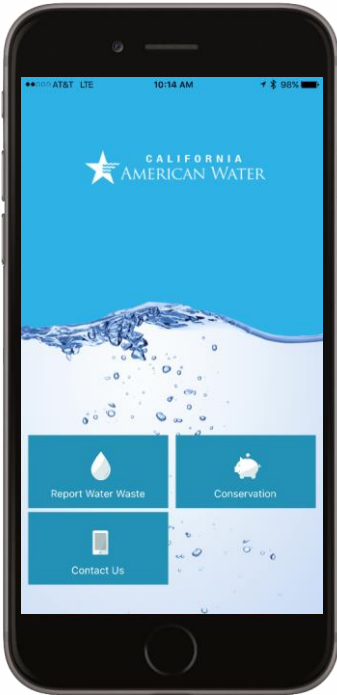 AT&T LTE 10:14 AM 98%
CALIFORNIA
AMERICAN WATER
Report Water Waste
Conservation
Contact Us